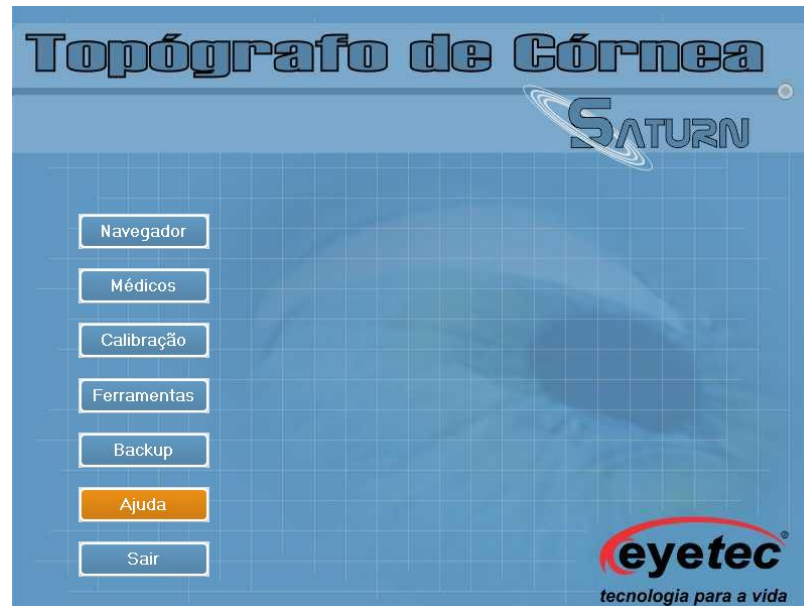 Topógrafo de Córnea
SATURN
Navegador
Médicos
Calibração
Ferramentas
Backup
Ajuda
Sair
eyetec®
tecnologia para a vida